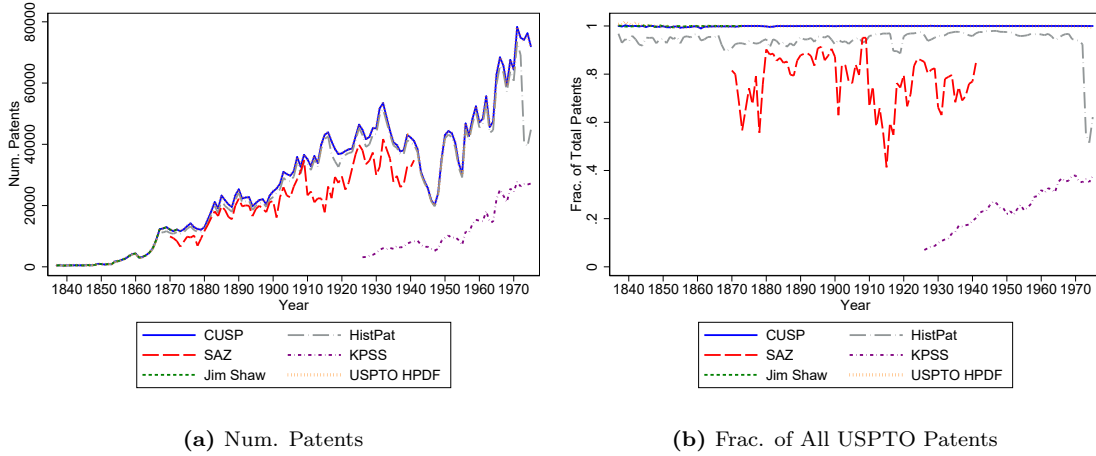 80000
60000
40000
20000
0
Num. Patents
1840 1850 1860 1870 1880 1890 1900 1910 1920 1930 1940 1950 1960 1970
Year
CUSP
HistPat
SAZ
KPSS
Jim Shaw
USPTO HPDF
(a) Num. Patents
1
.8
.6
.4
.2
0
Frac. of Total Patents
1840 1850 1860 1870 1880 1890 1900 1910 1920 1930 1940 1950 1960 1970
Year
CUSP
HistPat
SAZ
KPSS
Jim Shaw
USPTO HPDF
(b) Frac. of All USPTO Patents